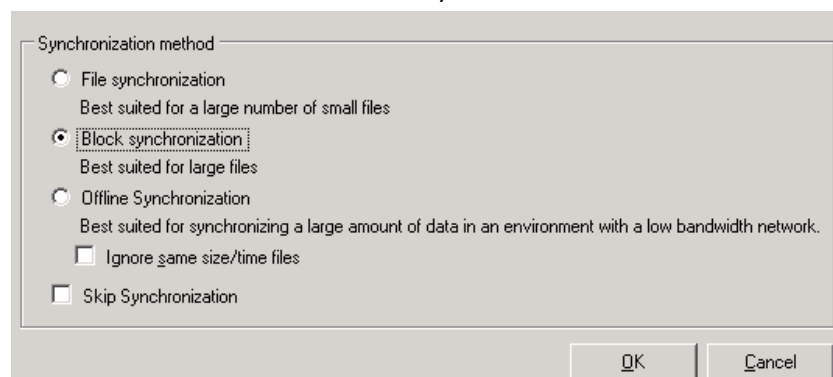 Synchronization method
File synchronization
Best suited for a large number of small files
Block synchronization
Best suited for large files
Offline Synchronization
Best suited for synchronizing a large amount of data in an environment with a low bandwidth network.
Ignore same size/time files
Skip Synchronization
OK Cancel